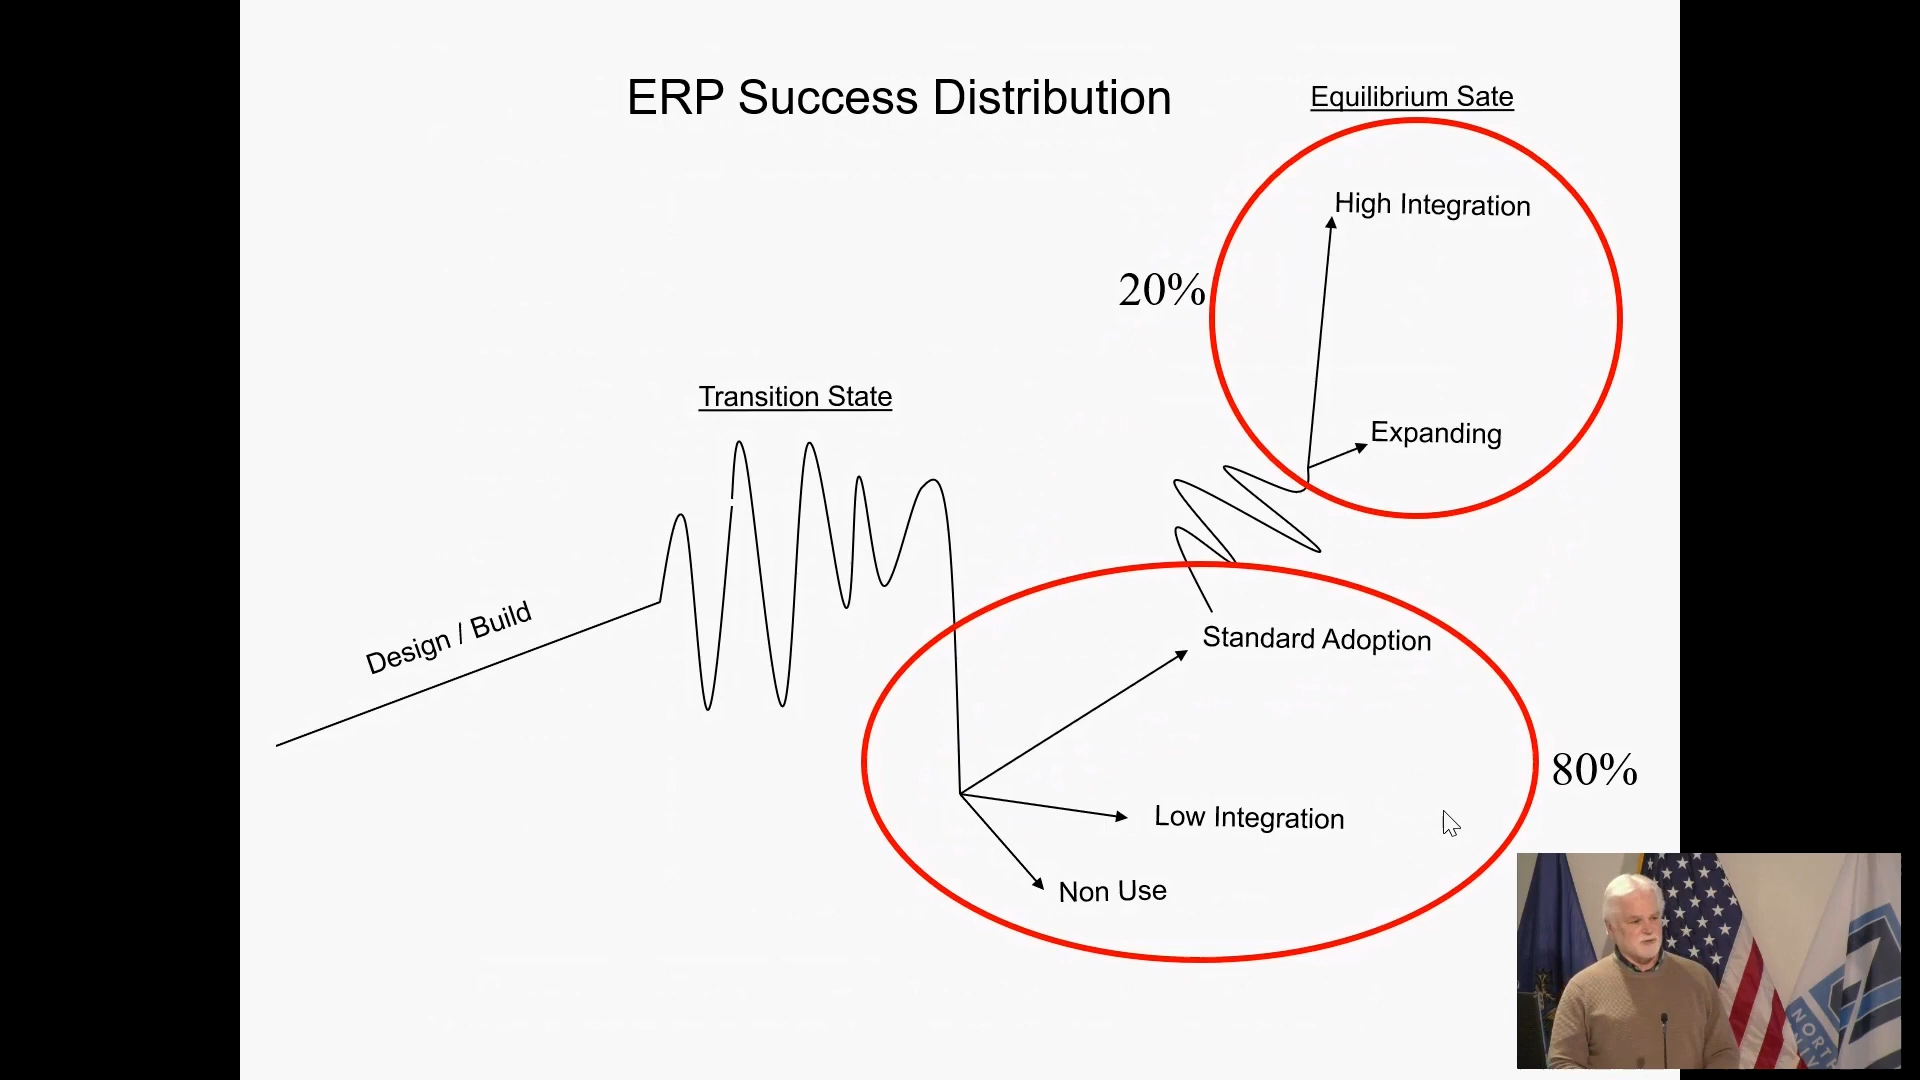 ERP Success Distribution
Equilibrium Sate
High Integration
20%
Expanding
Transition State
Design / Build
Standard Adoption
80%
Low Integration
Non Use